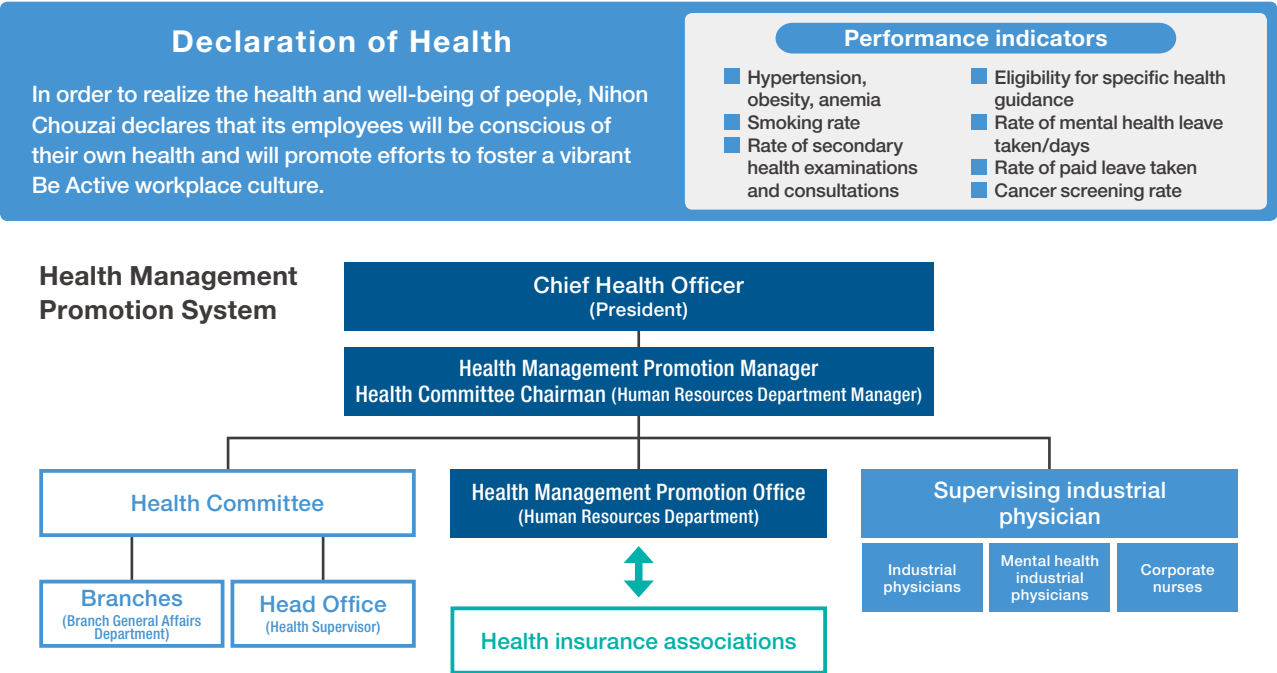 Declaration of Health
In order to realize the health and well-being of people, Nihon
Chouzai declares that its employees will be conscious of
their own health and will promote efforts to foster a vibrant
Be Active workplace culture.
Performance indicators
Hypertension,
obesity, anemia
Smoking rate
Rate of secondary
health examinations
and consultations
Eligibility for specific health
guidance
Rate of mental health leave
taken/days
Rate of paid leave taken
Cancer screening rate
Health Management
Promotion System
Chief Health Officer
(President)
Health Management Promotion Manager
Health Committee Chairman (Human Resources Department Manager)
Health Committee
Branches
(Branch General Affairs
Department)
Head Office
(Health Supervisor)
Health Management Promotion Office
(Human Resources Department)
Health insurance associations
Supervising industrial
physician
Industrial
physicians
Mental health
industrial
physicians
Corporate
nurses